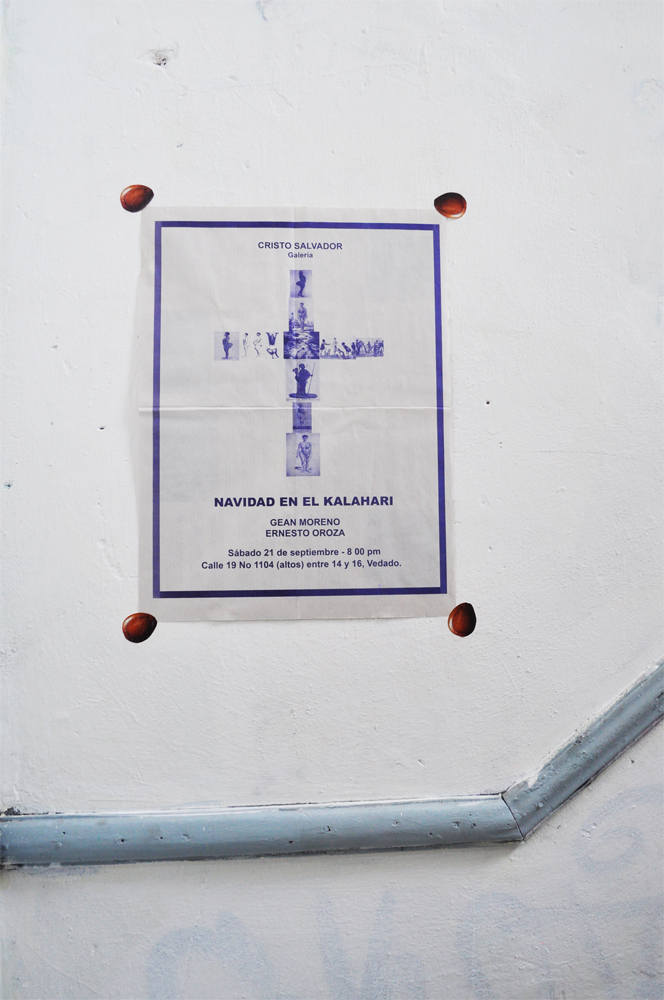 CRISTO SALVADOR
Galería
NAVIDAD EN EL KALAHARI
GEAN MORENO
ERNESTO OROZA
Sábado 21 de septiembre - 8 00 pm
Calle 19 No 1104 (altos) entre 14 y 16, Vedado.